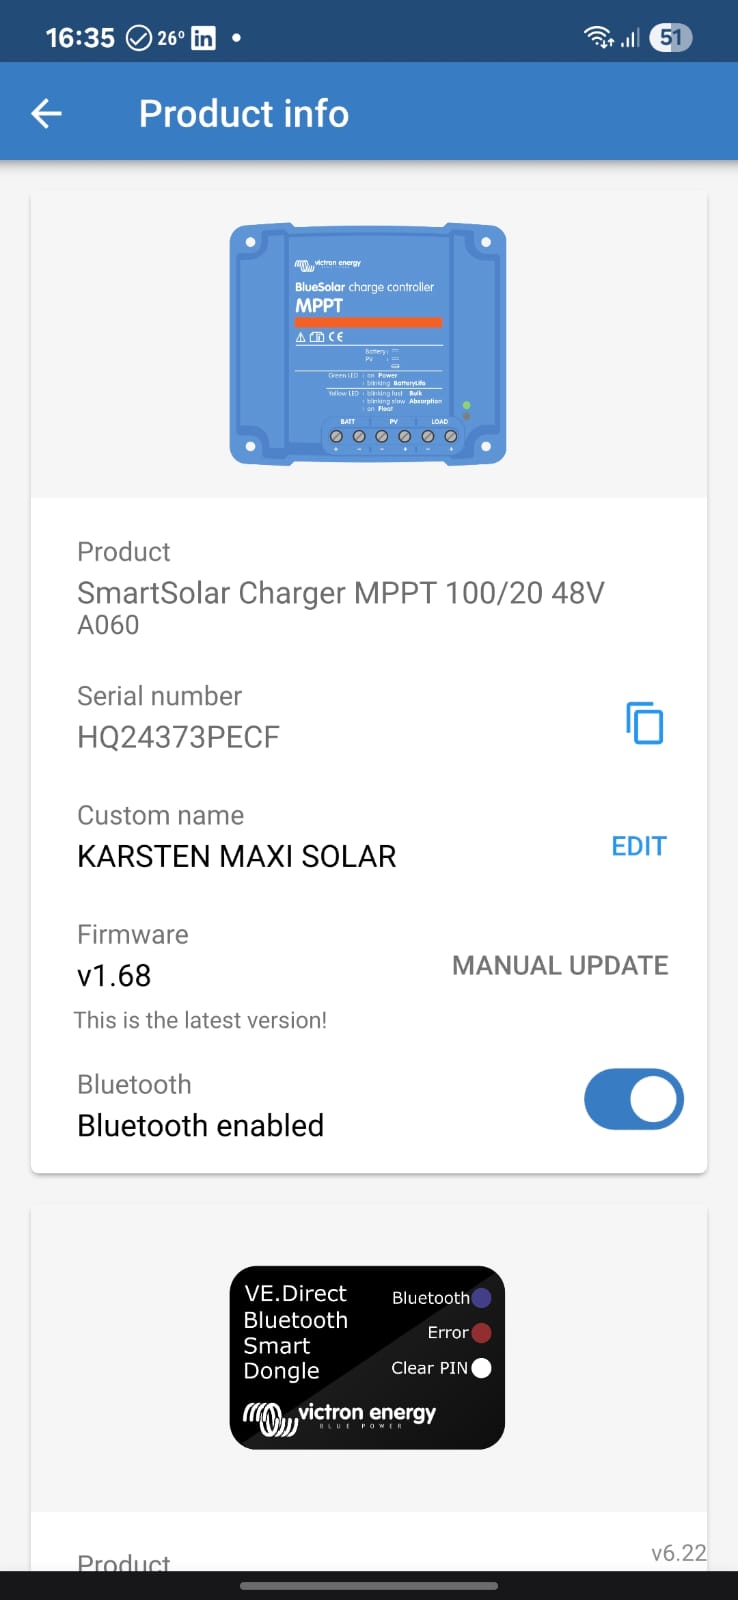 16:35 26° in
51
Product info
victron energy
BlueSolar charge controller
MPPT
CE
Battery:
PV :
Green LED : on Power
: blinking BatteryLife
Yellow LED : blinking fast Bulk
: blinking slow Absorption
: on Float
BATT PV LOAD
+ - - + - +
Product
SmartSolar Charger MPPT 100/20 48V
A060
Serial number
HQ24373PECF
Custom name
KARSTEN MAXI SOLAR
EDIT
Firmware
v1.68
MANUAL UPDATE
This is the latest version!
Bluetooth
Bluetooth enabled
VE.Direct
Bluetooth
Smart
Dongle
Bluetooth
Error
Clear PIN
victron energy
BLUE POWER
Product
v6.22